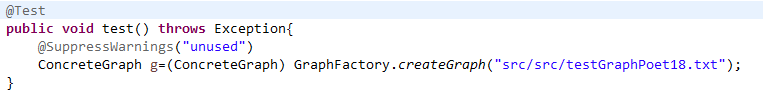 @Test
public void test() throws Exception{
@SuppressWarnings("unused")
ConcreteGraph g=(ConcreteGraph) GraphFactory.createGraph("src/src/testGraphPoet18.txt");
}